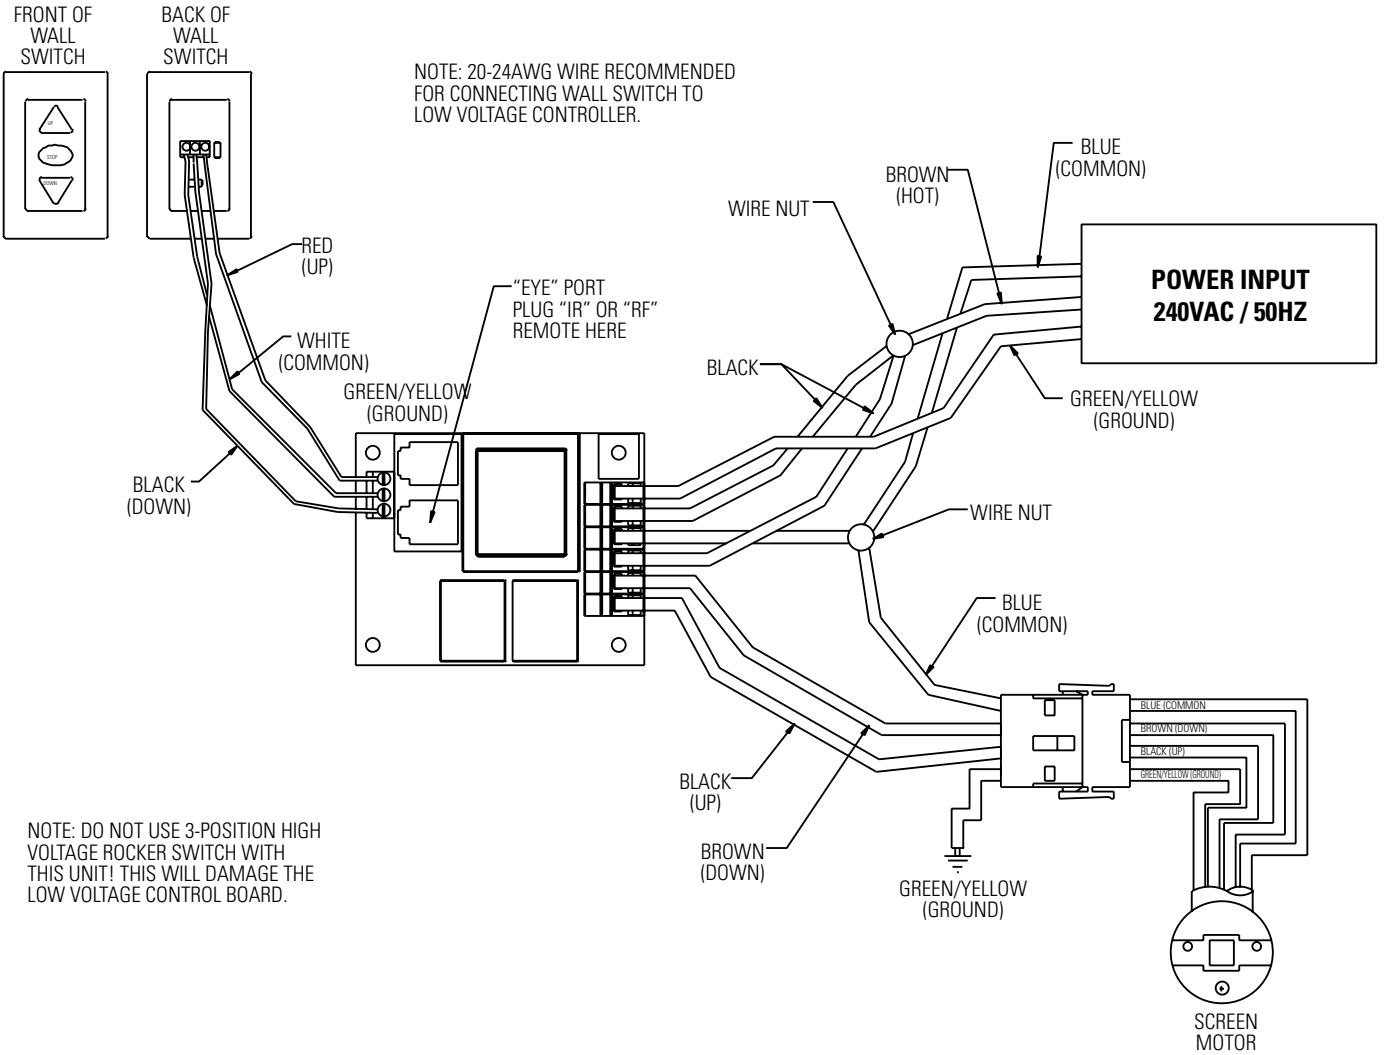 FRONT OF
WALL
SWITCH
BACK OF
WALL
SWITCH
NOTE: 20-24AWG WIRE RECOMMENDED
FOR CONNECTING WALL SWITCH TO
LOW VOLTAGE CONTROLLER.
UP
STOP
DOWN
BLUE
(COMMON)
BROWN
(HOT)
WIRE NUT
RED
(UP)
POWER INPUT
240VAC / 50HZ
"EYE" PORT
PLUG "IR" OR "RF"
REMOTE HERE
WHITE
(COMMON)
BLACK
GREEN/YELLOW
(GROUND)
GREEN/YELLOW
(GROUND)
BLACK
(DOWN)
WIRE NUT
BLUE
(COMMON)
BLUE (COMMON
BROWN (DOWN)
BLACK (UP)
GREEN/YELLOW (GROUND)
BLACK
(UP)
BROWN
(DOWN)
GREEN/YELLOW
(GROUND)
NOTE: DO NOT USE 3-POSITION HIGH
VOLTAGE ROCKER SWITCH WITH
THIS UNIT! THIS WILL DAMAGE THE
LOW VOLTAGE CONTROL BOARD.
SCREEN
MOTOR